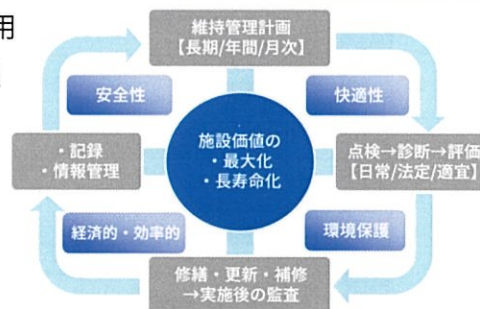 用
維持管理計画
【長期/年間/月次】
安全性
快適性
・記録
・情報管理
施設価値の
・最大化
・長寿命化
点検→診断→評価
【日常/法定/適宜】
経済的・効率的
環境保護
修繕・更新・補修
→実施後の監査